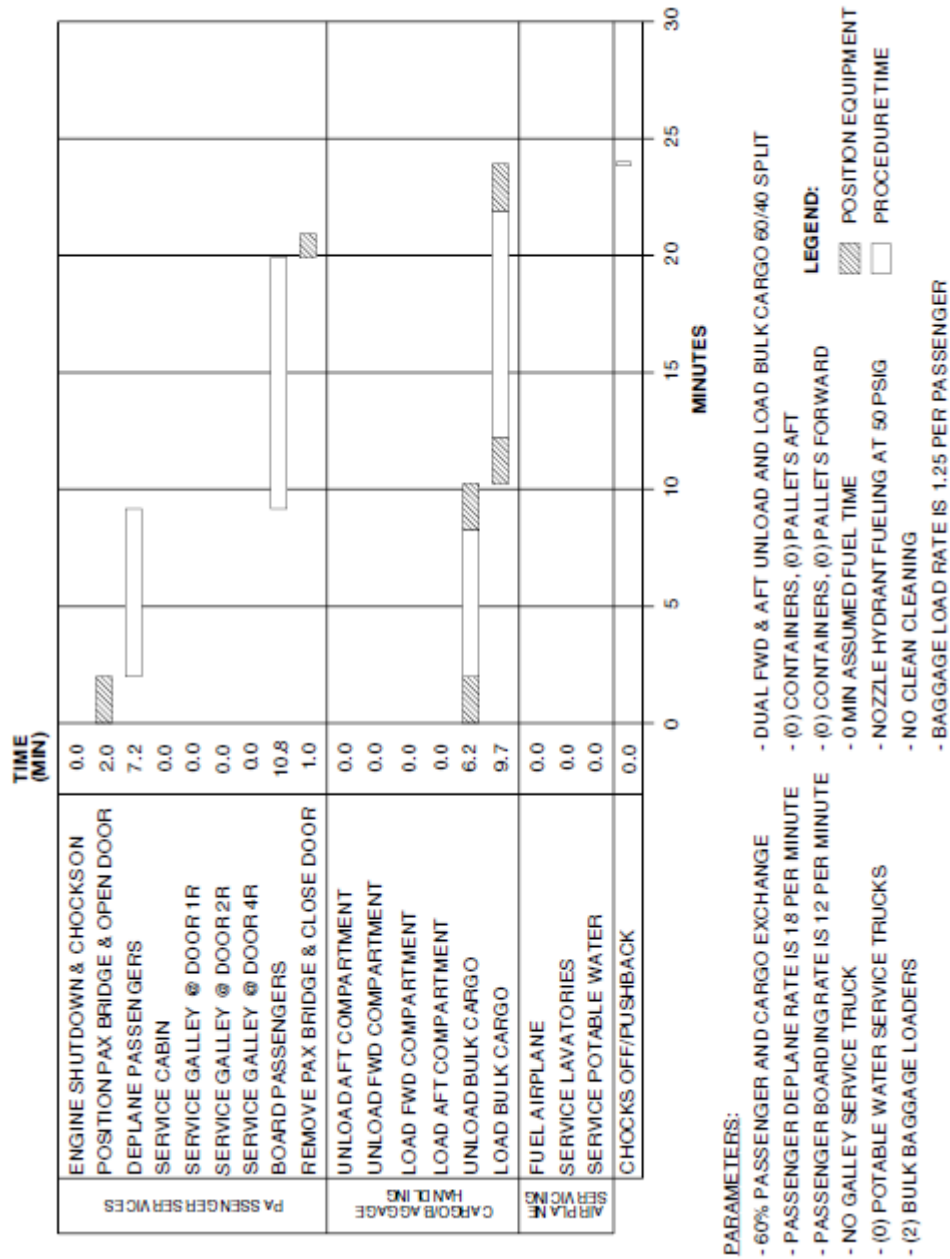 TIME
(MIN)
PASSENGER SERVICES
ENGINE SHUTDOWN & CHOCKS ON 0.0
POSITION PAX BRIDGE & OPEN DOOR 2.0
DEPLANE PASSENGERS 7.2
SERVICE CABIN 0.0
SERVICE GALLEY @ DOOR 1R 0.0
SERVICE GALLEY @ DOOR 2R 0.0
SERVICE GALLEY @ DOOR 4R 0.0
BOARD PASSENGERS 10.8
REMOVE PAX BRIDGE & CLOSE DOOR 1.0
CARGO/BAGGAGE
HANDLING
UNLOAD AFT COMPARTMENT 0.0
UNLOAD FWD COMPARTMENT 0.0
LOAD FWD COMPARTMENT 0.0
LOAD AFT COMPARTMENT 0.0
UNLOAD BULK CARGO 6.2
LOAD BULK CARGO 9.7
AIRPLANE
SERVICING
FUEL AIRPLANE 0.0
SERVICE LAVATORIES 0.0
SERVICE POTABLE WATER 0.0
CHOCKS OFF/PUSHBACK 0.0
0 5 10 15 20 25 30
MINUTES
PARAMETERS:
- 60% PASSENGER AND CARGO EXCHANGE
- PASSENGER DEPLANE RATE IS 18 PER MINUTE
- PASSENGER BOARDING RATE IS 12 PER MINUTE
- NO GALLEY SERVICE TRUCK
- (0) POTABLE WATER SERVICE TRUCKS
- (2) BULK BAGGAGE LOADERS
- DUAL FWD & AFT UNLOAD AND LOAD BULK CARGO 60/40 SPLIT
- (0) CONTAINERS, (0) PALLETS AFT
- (0) CONTAINERS, (0) PALLETS FORWARD
- 0 MIN ASSUMED FUEL TIME
- NOZZLE HYDRANT FUELING AT 50 PSIG
- NO CLEAN CLEANING
- BAGGAGE LOAD RATE IS 1.25 PER PASSENGER
LEGEND:
POSITION EQUIPMENT
PROCEDURE TIME